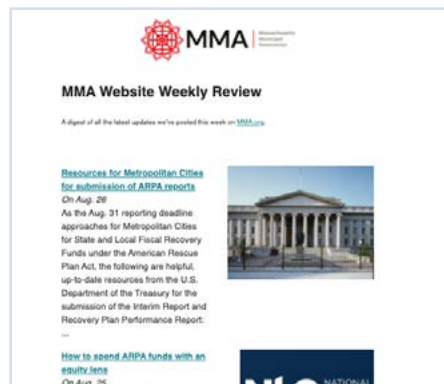 MMA
Massachusetts
Municipal
Association
MMA Website Weekly Review
A digest of all the latest updates we've posted this week on MMA.org.
Resources for Metropolitan Cities
for submission of ARPA reports
On Aug. 26
As the Aug. 31 reporting deadline
approaches for Metropolitan Cities
for State and Local Fiscal Recovery
Funds under the American Rescue
Plan Act, the following are helpful,
up-to-date resources from the U.S.
Department of the Treasury for the
submission of the Interim Report and
Recovery Plan Performance Report:
...
How to spend ARPA funds with an
equity lens
On Aug. 25
NATIONAL